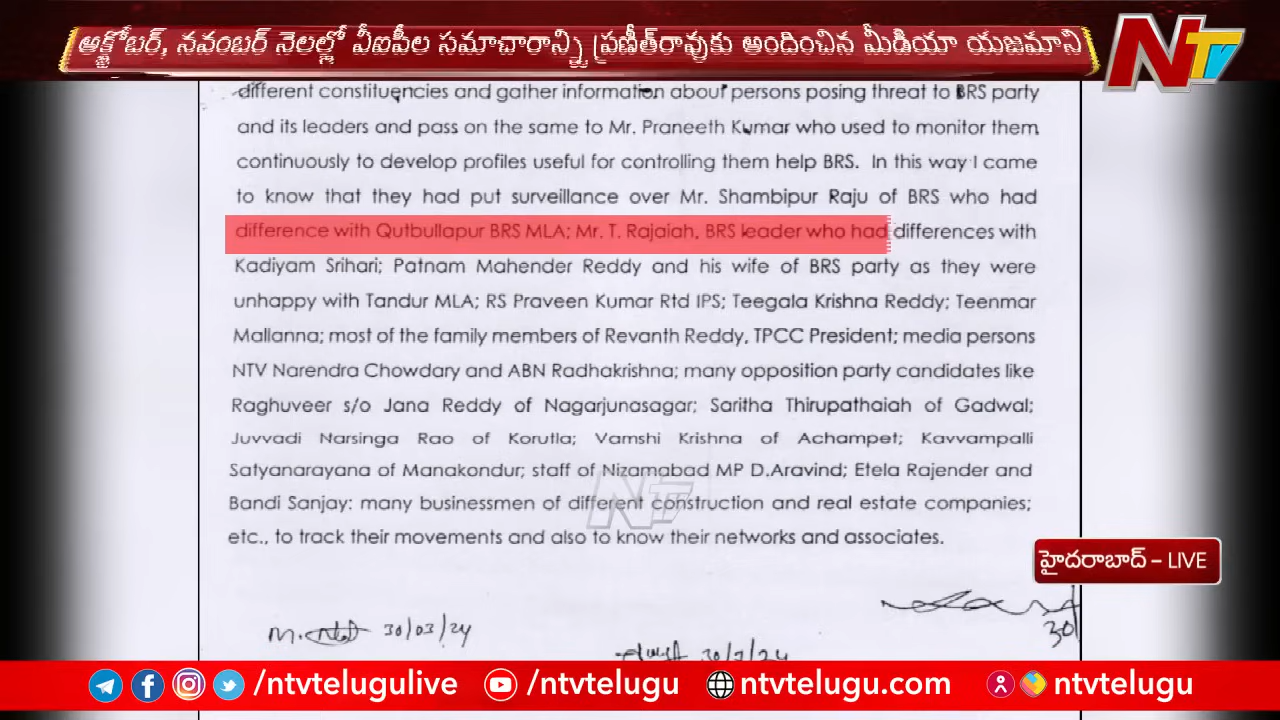 అక్టోబర్, నవంబర్ నెలల్లో వీఐపీల సమాచారాన్ని ప్రణీత్‌రావుకు అందించిన మీడియా యజమాని
NTV
different constituencies and gather information about persons posing threat to BRS party
and its leaders and pass on the same to Mr. Praneeth Kumar who used to monitor them
continuously to develop profiles useful for controlling them help BRS. In this way I came
to know that they had put surveillance over Mr. Shambipur Raju of BRS who had
difference with Qutbullapur BRS MLA; Mr. T. Rajaiah, BRS leader who had differences with
Kadiyam Srihari; Patnam Mahender Reddy and his wife of BRS party as they were
unhappy with Tandur MLA; RS Praveen Kumar Rtd IPS; Teegala Krishna Reddy; Teenmar
Mallanna; most of the family members of Revanth Reddy, TPCC President; media persons
NTV Narendra Chowdary and ABN Radhakrishna; many opposition party candidates like
Raghuveer s/o Jana Reddy of Nagarjunasagar; Saritha Thirupathaiah of Gadwal;
Juvvadi Narsinga Rao of Korutla; Vamshi Krishna of Achampet; Kavvampalli
Satyanarayana of Manakondur; staff of Nizamabad MP D.Aravind; Etela Rajender and
Bandi Sanjay: many businessmen of different construction and real estate companies;
NTV
etc., to track their movements and also to know their networks and associates.
హైదరాబాద్ – LIVE
30/03/24
30
/ntvtelugulive /ntvtelugu ntvtelugu.com ntvtelugu